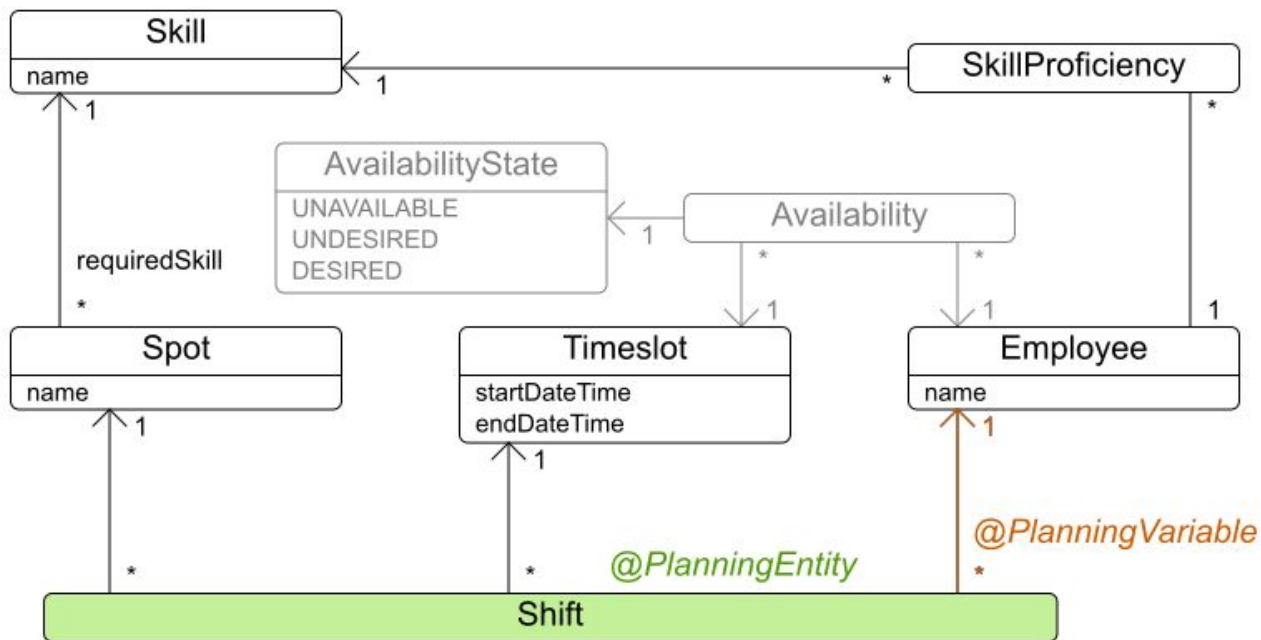 Skill
name
1
1
*
SkillProficiency
*
AvailabilityState
UNAVAILABLE
UNDESIRED
DESIRED
1
Availability
*
*
requiredSkill
*
1
1
1
Spot
name
Timeslot
startDateTime
endDateTime
Employee
name
1
1
1
@PlanningVariable
@PlanningEntity
*
*
*
Shift